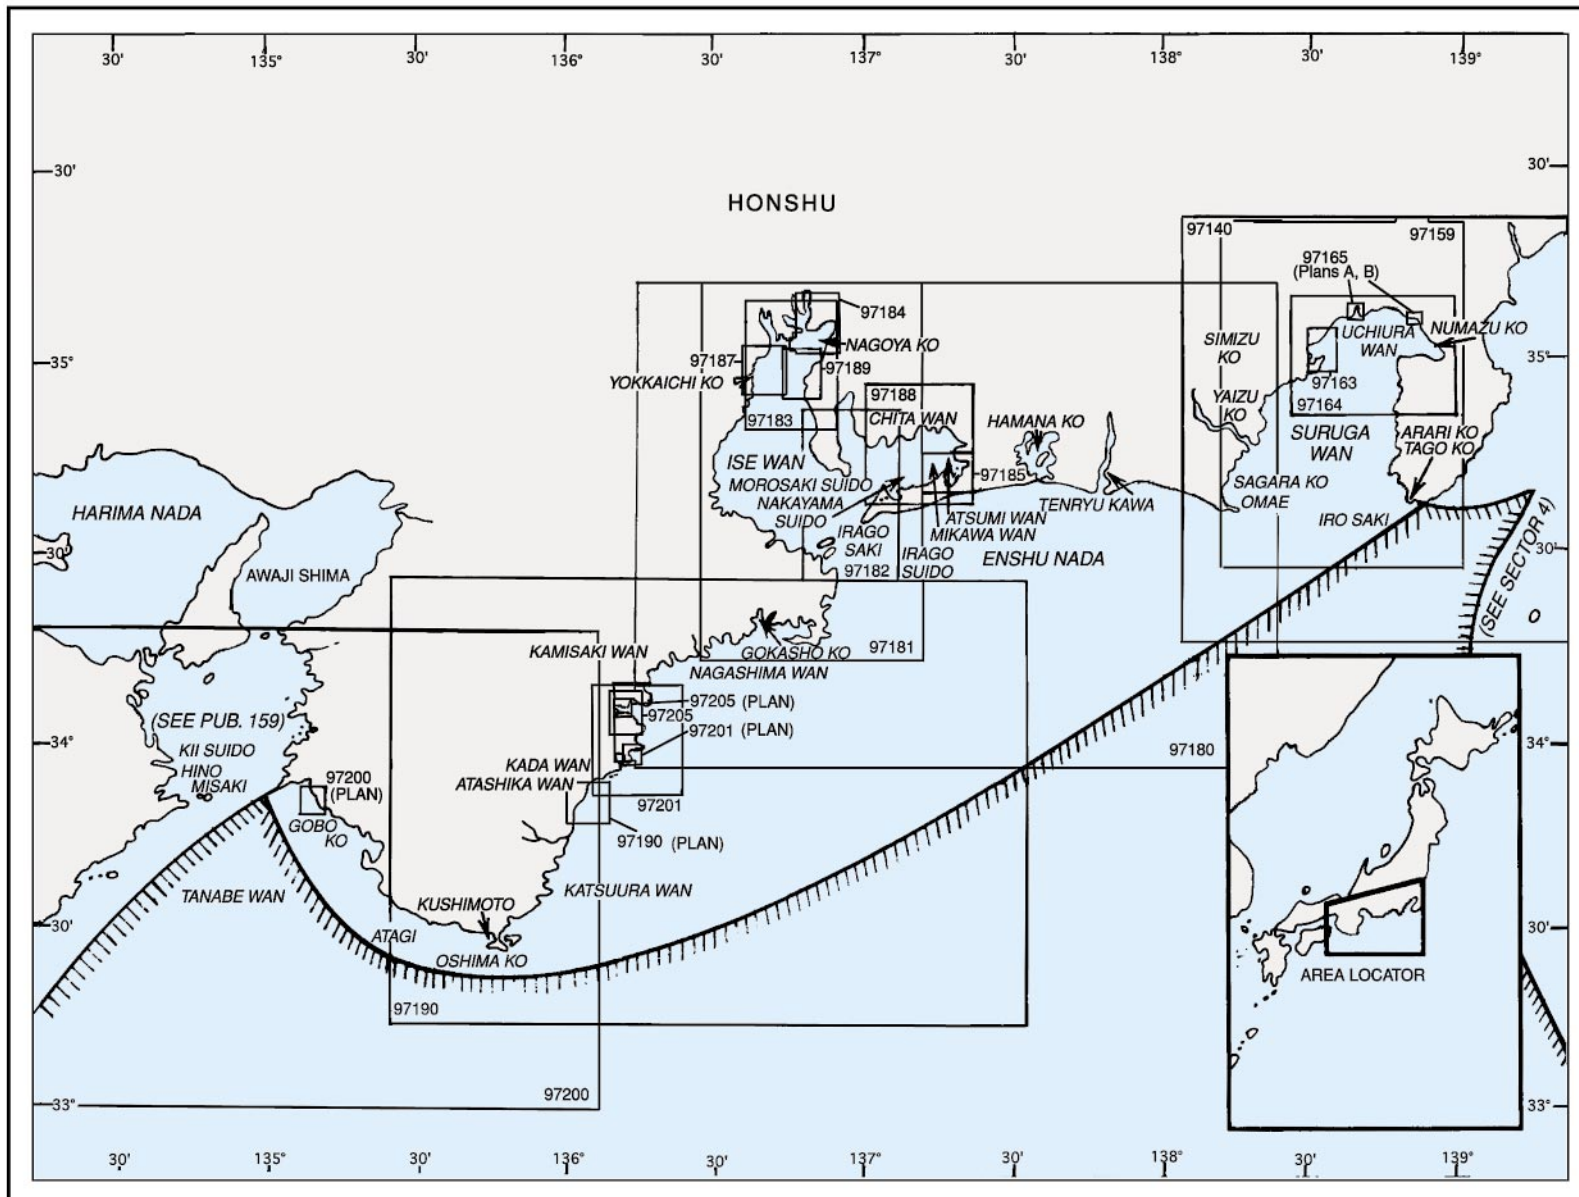 30' 135° 30' 136° 30' 137° 30' 138° 30' 139°
30' 30'
HONSHU
97140 97159
97165
(Plans A, B)
97184
UCHIURA
WAN
NUMAZU KO
SIMIZU
KO
NAGOYA KO
35° 35°
97187
97189
YOKKAICHI KO
97163
97164
97188
YAIZU
KO
97183
CHITA WAN
HAMANA KO
SURUGA
WAN
ARARI KO
TAGO KO
ISE WAN
MOROSAKI SUIDO
97185
NAKAYAMA
SUIDO
TENRYU KAWA
SAGARA KO
OMAE
HARIMA NADA
ATSUMI WAN
MIKAWA WAN
IRO SAKI
IRAGO
SAKI
IRAGO
SUIDO
ENSHU NADA
30' 30'
97182
AWAJI SHIMA
(SEE SECTOR 4)
KAMISAKI WAN
GOKASHO KO
97181
NAGASHIMA WAN
97205 (PLAN)
97205
(SEE PUB. 159)
97201 (PLAN)
34° 34°
KII SUIDO
97180
HINO
MISAKI
KADA WAN
ATASHIKA WAN
97200
(PLAN)
97201
GOBO
KO
97190 (PLAN)
TANABE WAN
KATSUURA WAN
KUSHIMOTO
30' 30'
ATAGI
OSHIMA KO
AREA LOCATOR
97190
97200
33° 33°
30' 135° 30' 136° 30' 137° 30' 138° 30' 139°